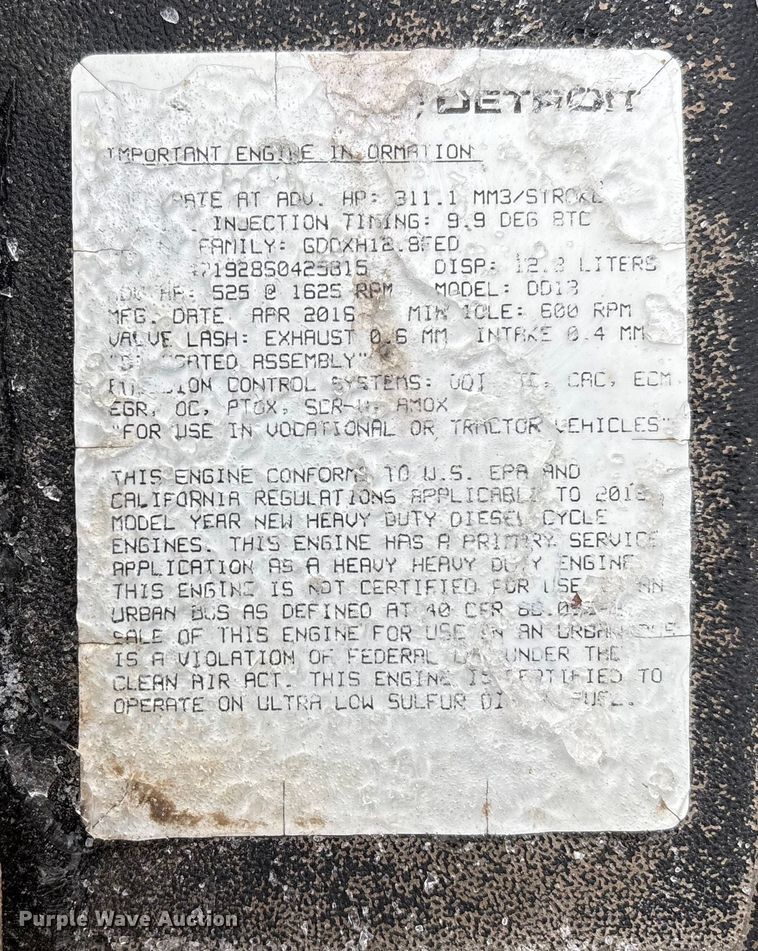 DETROIT
IMPORTANT ENGINE INFORMATION
RATE AT ADV. HP: 311.1 MM3/STROKE
INJECTION TIMING: 9.9 DEG BTC
FAMILY: GDDXH12.8FED
DISP: 12.8 LITERS
ADV HP: 525 @ 1625 RPM MODEL: DD13
MFG. DATE. APR 2016 MIN IDLE: 600 RPM
VALVE LASH: EXHAUST 0.6 MM INTAKE 0.4 MM
ASSEMBLY"
EMISSION CONTROL SYSTEMS: DDI, TC, CAC, ECM,
EGR, OC, PTOX, SCR-U, AMOX
"FOR USE IN VOCATIONAL OR TRACTOR VEHICLES"
THIS ENGINE CONFORMS TO U.S. EPA AND
CALIFORNIA REGULATIONS APPLICABLE TO 2016
MODEL YEAR NEW HEAVY DUTY DIESEL CYCLE
ENGINES. THIS ENGINE HAS A PRIMARY SERVICE
APPLICATION AS A HEAVY HEAVY DUTY ENGINE
THIS ENGINE IS NOT CERTIFIED FOR USE IN AN
URBAN BUS AS DEFINED AT 40 CFR
SALE OF THIS ENGINE FOR USE IN AN URBAN BUS
IS A VIOLATION OF FEDERAL LAW UNDER THE
CLEAN AIR ACT. THIS ENGINE IS CERTIFIED TO
OPERATE ON ULTRA LOW SULFUR DIESEL FUEL.
Purple Wave Auction